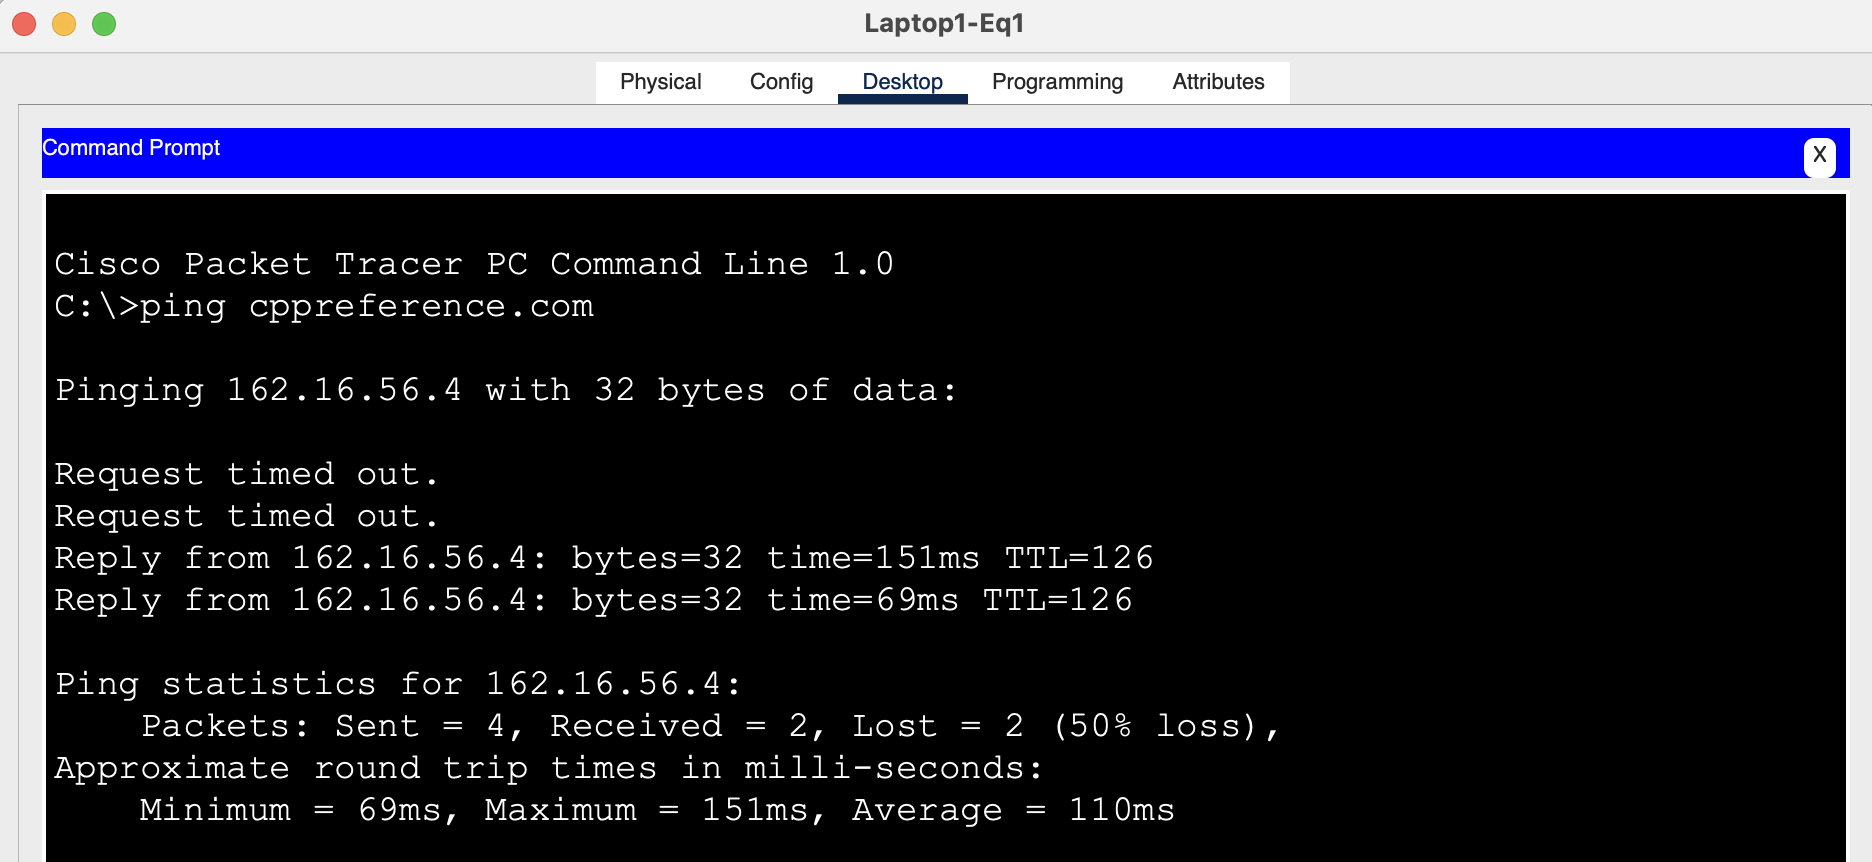 Laptop1-Eq1
Physical Config Desktop Programming Attributes
Command Prompt
X
Cisco Packet Tracer PC Command Line 1.0
C:\>ping cppreference.com
Pinging 162.16.56.4 with 32 bytes of data:
Request timed out.
Request timed out.
Reply from 162.16.56.4: bytes=32 time=151ms TTL=126
Reply from 162.16.56.4: bytes=32 time=69ms TTL=126
Ping statistics for 162.16.56.4:
Packets: Sent = 4, Received = 2, Lost = 2 (50% loss),
Approximate round trip times in milli-seconds:
Minimum = 69ms, Maximum = 151ms, Average = 110ms